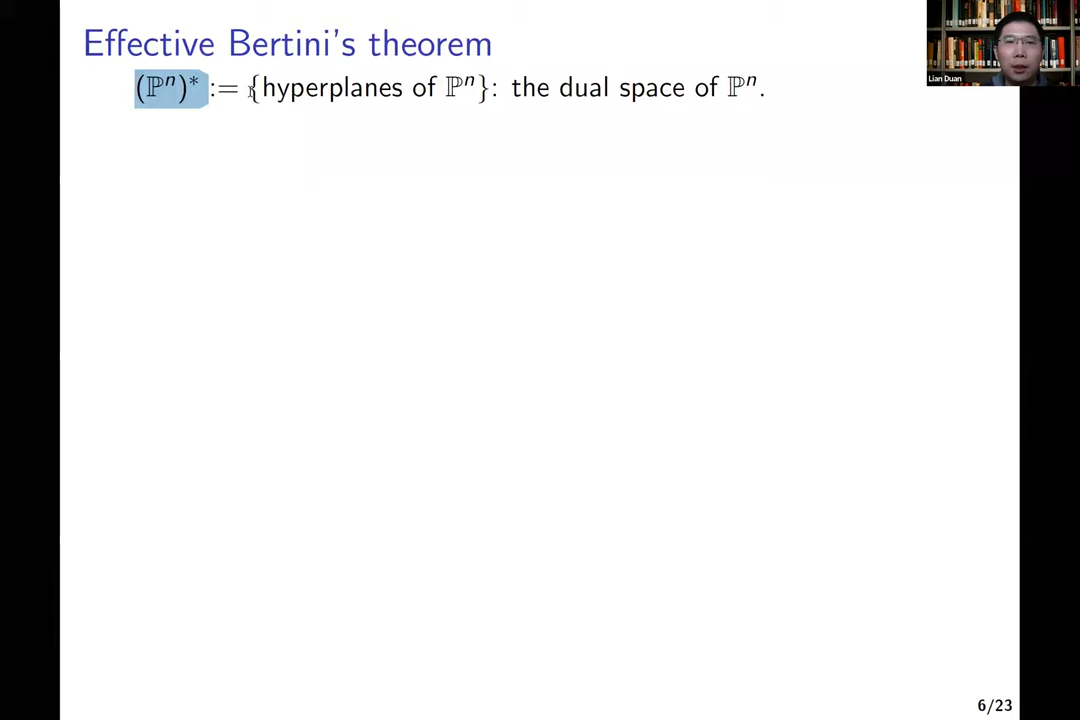 Effective Bertini's theorem
(ℙⁿ)* := {hyperplanes of ℙⁿ}: the dual space of ℙⁿ.
Lian Duan
6/23